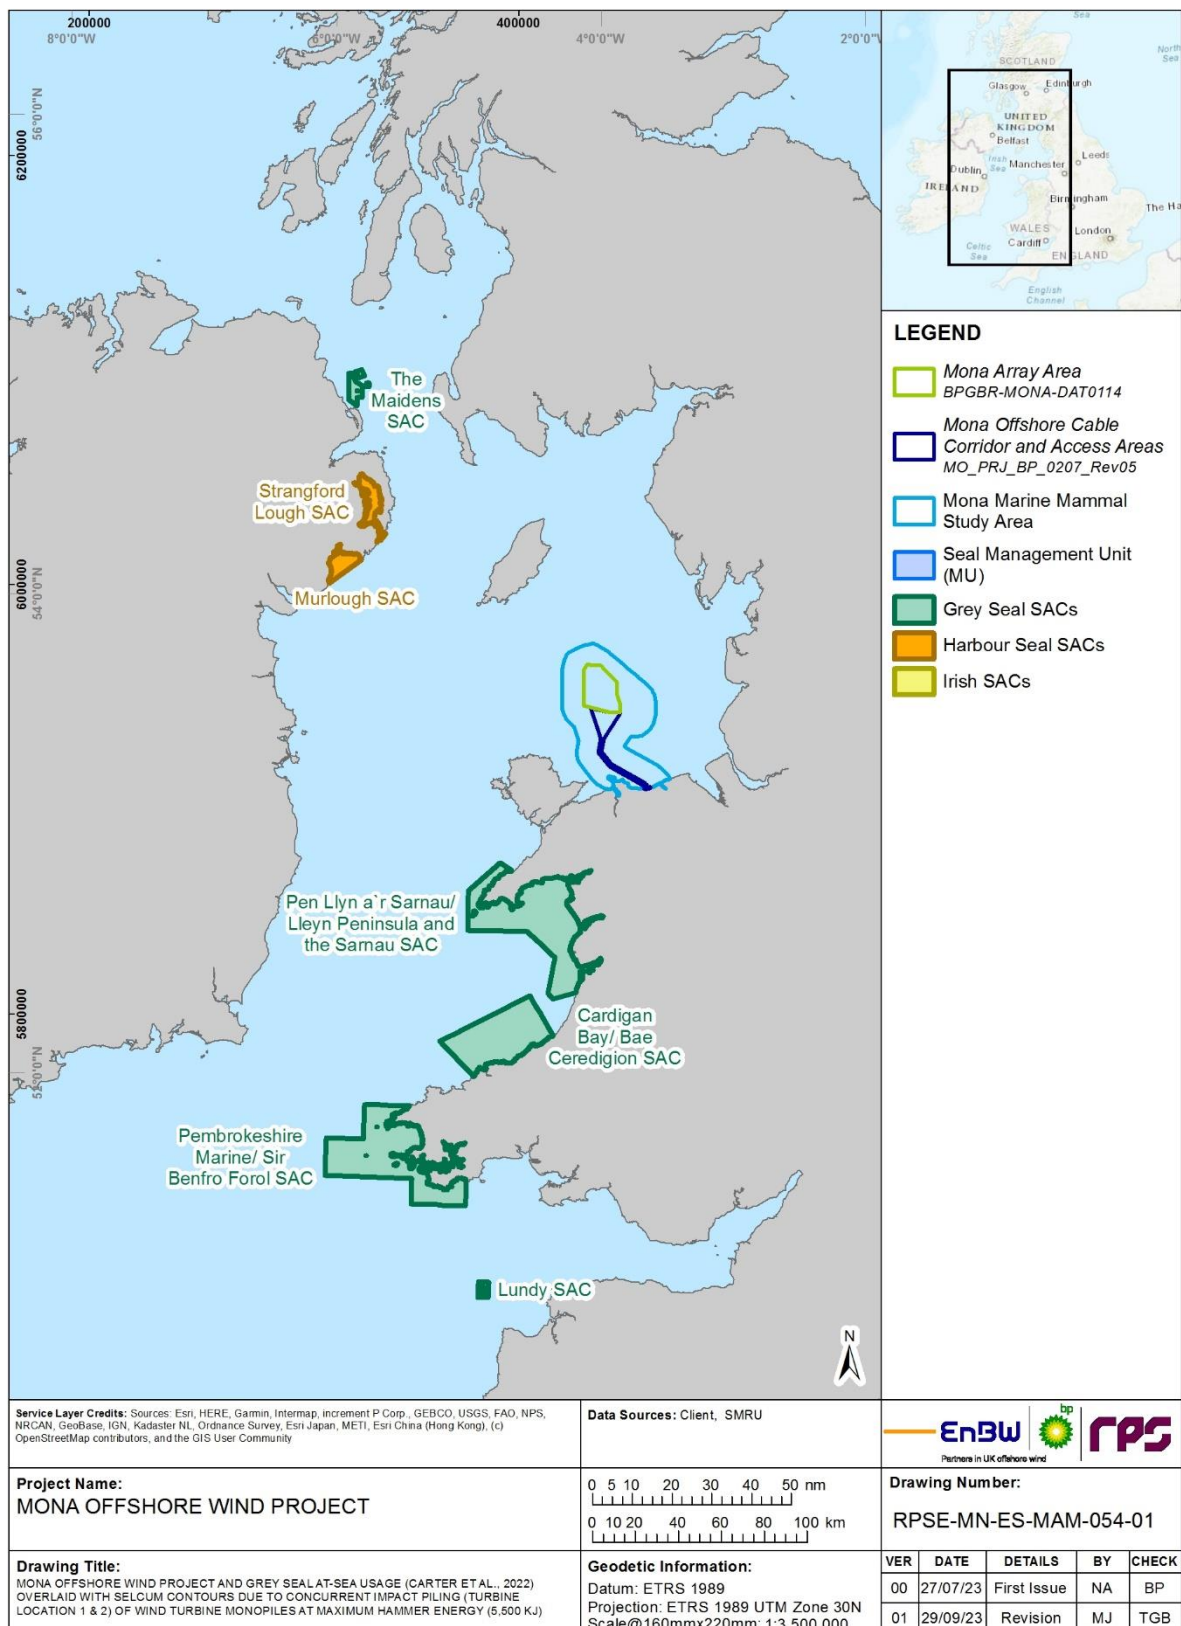 200000
400000
8°0'0"W
6°0'0"W
4°0'0"W
2°0'0"W
56°0'0"N
6200000
6000000
54°0'0"N
5800000
52°0'0"N
The
Maidens
SAC
Strangford
Lough SAC
Murlough SAC
Pen Llyn a`r Sarnau/
Lleyn Peninsula and
the Sarnau SAC
Cardigan
Bay/ Bae
Ceredigion SAC
Pembrokeshire
Marine/ Sir
Benfro Forol SAC
Lundy SAC
N
Sea
North
Sea
SCOTLAND
Glasgow
Edinburgh
UNITED
KINGDOM
Belfast
Irish
Sea
Manchester
Leeds
Dublin
IRELAND
Birmingham
The Ha
WALES
London
Celtic
Sea
Cardiff
ENGLAND
English
Channel
LEGEND
Mona Array Area
BPGBR-MONA-DAT0114
Mona Offshore Cable
Corridor and Access Areas
MO_PRJ_BP_0207_Rev05
Mona Marine Mammal
Study Area
Seal Management Unit
(MU)
Grey Seal SACs
Harbour Seal SACs
Irish SACs
Service Layer Credits: Sources: Esri, HERE, Garmin, Intermap, increment P Corp., GEBCO, USGS, FAO, NPS,
NRCAN, GeoBase, IGN, Kadaster NL, Ordnance Survey, Esri Japan, METI, Esri China (Hong Kong), (c)
OpenStreetMap contributors, and the GIS User Community
Data Sources: Client, SMRU
EnBW
Partners in UK offshore wind
bp
rps
Project Name:
MONA OFFSHORE WIND PROJECT
0 5 10 20 30 40 50 nm
0 10 20 40 60 80 100 km
Drawing Number:
RPSE-MN-ES-MAM-054-01
Drawing Title:
MONA OFFSHORE WIND PROJECT AND GREY SEAL AT-SEA USAGE (CARTER ET AL., 2022)
OVERLAID WITH SELCUM CONTOURS DUE TO CONCURRENT IMPACT PILING (TURBINE
LOCATION 1 & 2) OF WIND TURBINE MONOPILES AT MAXIMUM HAMMER ENERGY (5,500 KJ)
Geodetic Information:
Datum: ETRS 1989
Projection: ETRS 1989 UTM Zone 30N
Scale@160mmx220mm: 1:3,500,000
VER DATE DETAILS BY CHECK
00 27/07/23 First Issue NA BP
01 29/09/23 Revision MJ TGB